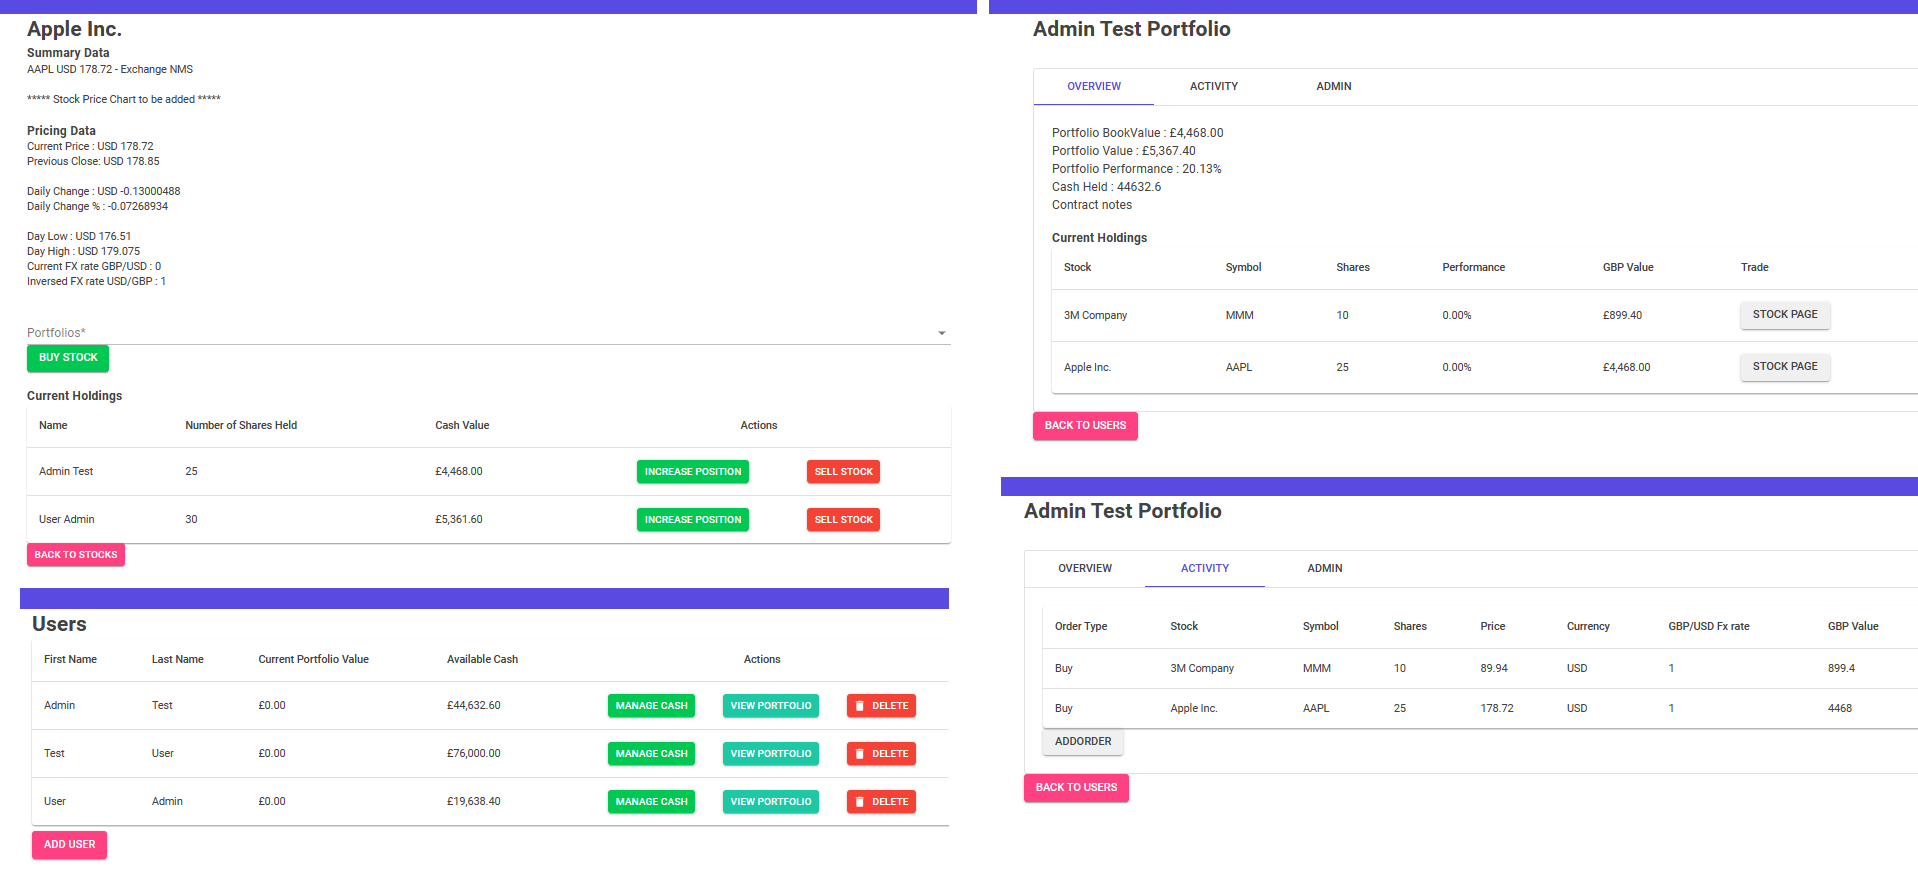 Apple Inc.
Summary Data
AAPL USD 178.72 - Exchange NMS
***** Stock Price Chart to be added *****
Pricing Data
Current Price : USD 178.72
Previous Close: USD 178.85
Daily Change : USD -0.13000488
Daily Change % : -0.07268934
Day Low : USD 176.51
Day High : USD 179.075
Current FX rate GBP/USD : 0
Inversed FX rate USD/GBP : 1
Portfolios*
BUY STOCK
Current Holdings
Name Number of Shares Held Cash Value Actions
Admin Test 25 £4,468.00 INCREASE POSITION SELL STOCK
User Admin 30 £5,361.60 INCREASE POSITION SELL STOCK
BACK TO STOCKS
Users
First Name Last Name Current Portfolio Value Available Cash Actions
Admin Test £0.00 £44,632.60 MANAGE CASH VIEW PORTFOLIO DELETE
Test User £0.00 £76,000.00 MANAGE CASH VIEW PORTFOLIO DELETE
User Admin £0.00 £19,638.40 MANAGE CASH VIEW PORTFOLIO DELETE
ADD USER
Admin Test Portfolio
OVERVIEW ACTIVITY ADMIN
Portfolio BookValue : £4,468.00
Portfolio Value : £5,367.40
Portfolio Performance : 20.13%
Cash Held : 44632.6
Contract notes
Current Holdings
Stock Symbol Shares Performance GBP Value Trade
3M Company MMM 10 0.00% £899.40 STOCK PAGE
Apple Inc. AAPL 25 0.00% £4,468.00 STOCK PAGE
BACK TO USERS
Admin Test Portfolio
OVERVIEW ACTIVITY ADMIN
Order Type Stock Symbol Shares Price Currency GBP/USD Fx rate GBP Value
Buy 3M Company MMM 10 89.94 USD 1 899.4
Buy Apple Inc. AAPL 25 178.72 USD 1 4468
ADDORDER
BACK TO USERS